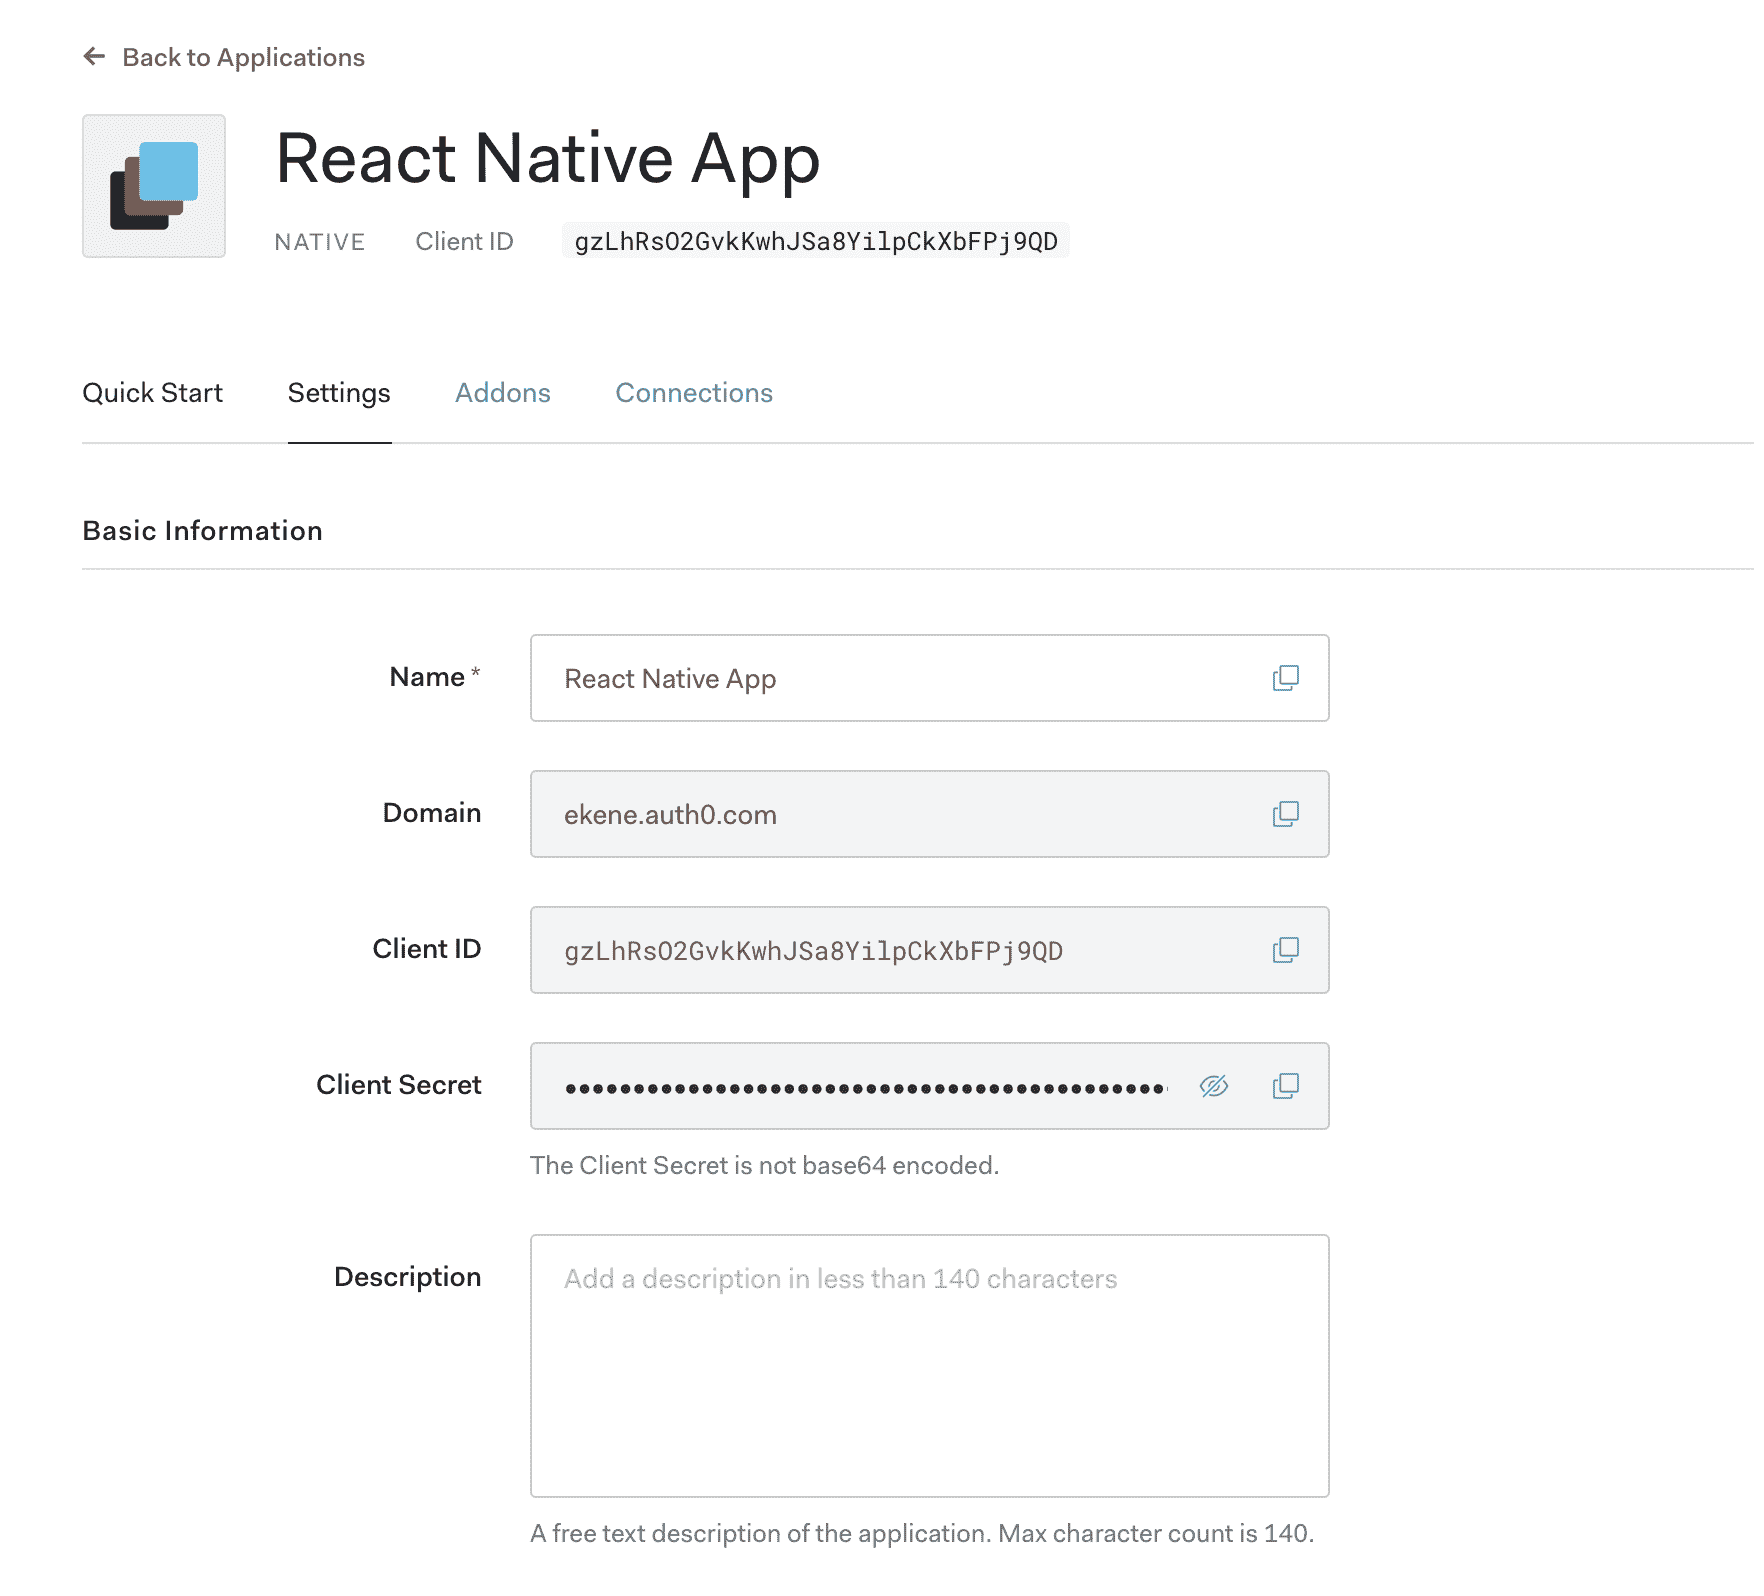 Back to Applications
React Native App
NATIVE Client ID gzLhRsO2GvkKwhJSa8YilpCkXbFPj9QD
Quick Start Settings Addons Connections
Basic Information
Name * React Native App
Domain ekene.auth0.com
Client ID gzLhRsO2GvkKwhJSa8YilpCkXbFPj9QD
Client Secret
The Client Secret is not base64 encoded.
Description Add a description in less than 140 characters
A free text description of the application. Max character count is 140.